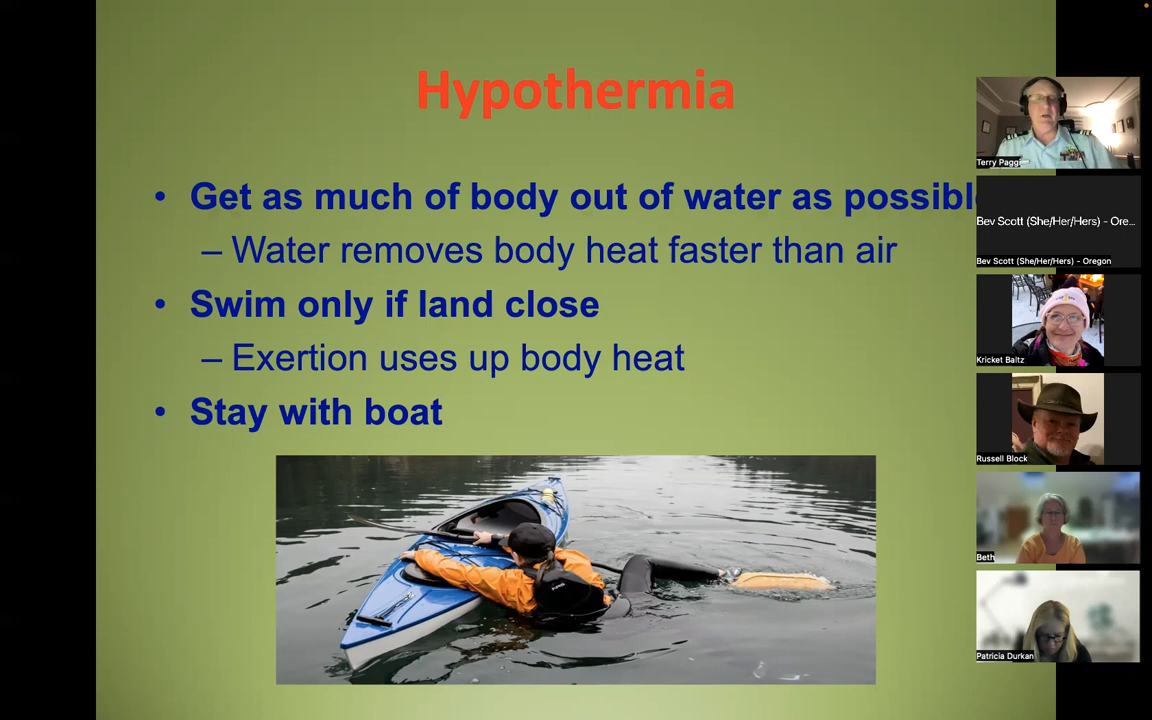 Hypothermia
• Get as much of body out of water as possible
– Water removes body heat faster than air
• Swim only if land close
– Exertion uses up body heat
• Stay with boat
Terry Paggi
Bev Scott (She/Her/Hers) - Ore...
Bev Scott (She/Her/Hers) - Oregon
Kricket Baltz
Russell Block
Beth
Patricia Durkan